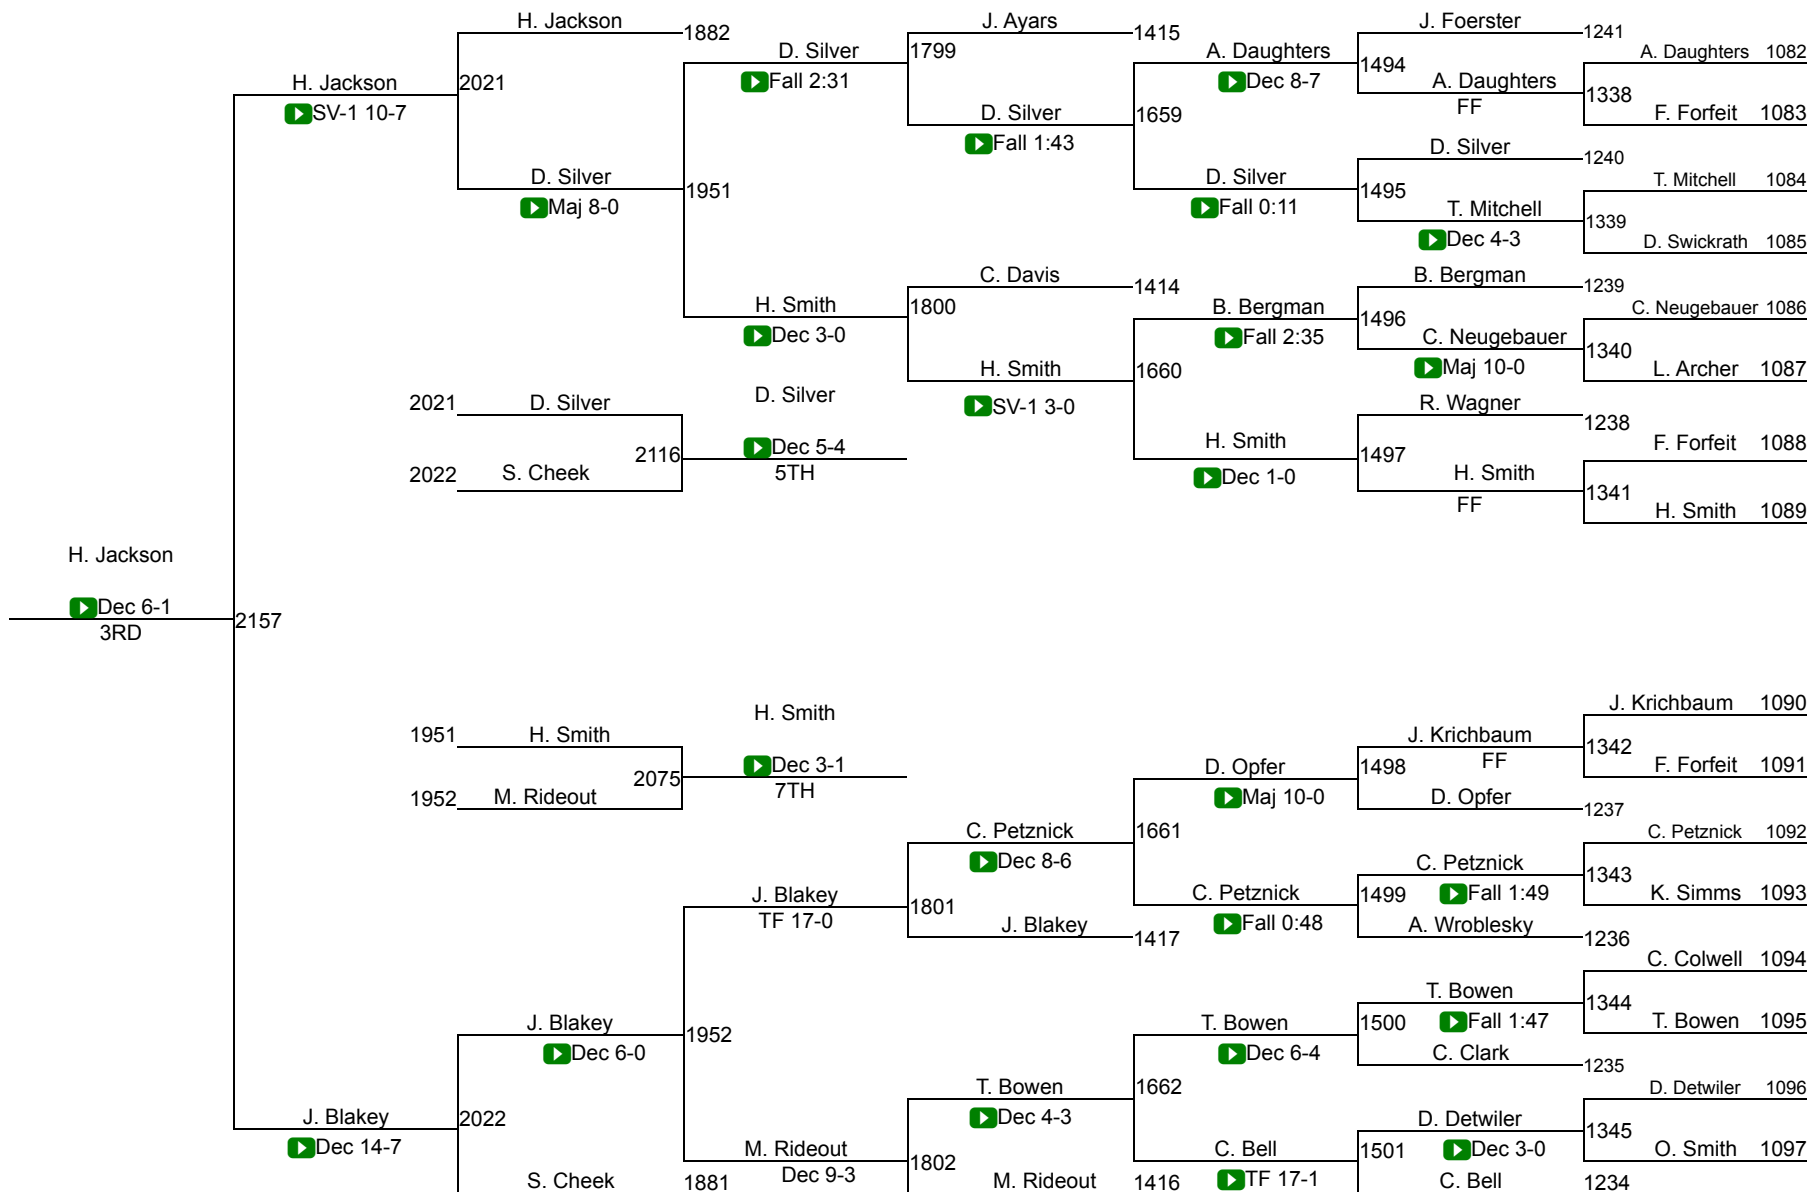 H. Jackson
1882
J. Ayars
1415
J. Foerster
1241
D. Silver
Fall 2:31
1799
A. Daughters
Dec 8-7
1494
A. Daughters 1082
H. Jackson
SV-1 10-7
2021
A. Daughters
FF
1338
F. Forfeit 1083
D. Silver
Fall 1:43
1659
D. Silver
1240
D. Silver
Maj 8-0
1951
D. Silver
Fall 0:11
1495
T. Mitchell 1084
T. Mitchell
Dec 4-3
1339
D. Swickrath 1085
C. Davis
1414
B. Bergman
1239
H. Smith
Dec 3-0
1800
B. Bergman
Fall 2:35
1496
C. Neugebauer 1086
C. Neugebauer
Maj 10-0
1340
L. Archer 1087
H. Smith
SV-1 3-0
1660
2021
D. Silver
D. Silver
R. Wagner
1238
2116
Dec 5-4
5TH
H. Smith
Dec 1-0
1497
F. Forfeit 1088
2022
S. Cheek
H. Smith
FF
1341
H. Smith 1089
H. Jackson
Dec 6-1
3RD
2157
J. Krichbaum 1090
1951
H. Smith
H. Smith
J. Krichbaum
FF
1342
2075
Dec 3-1
7TH
D. Opfer
Maj 10-0
1498
F. Forfeit 1091
1952
M. Rideout
D. Opfer
1237
C. Petznick
Dec 8-6
1661
C. Petznick 1092
J. Blakey
TF 17-0
1801
C. Petznick
Fall 0:48
1499
C. Petznick
Fall 1:49
1343
K. Simms 1093
J. Blakey
1417
A. Wroblesky
1236
C. Colwell 1094
J. Blakey
Dec 6-0
1952
T. Bowen
Dec 6-4
1500
T. Bowen
Fall 1:47
1344
T. Bowen 1095
C. Clark
1235
T. Bowen
Dec 4-3
1662
D. Detwiler 1096
J. Blakey
Dec 14-7
2022
D. Detwiler
Dec 3-0
1345
M. Rideout
Dec 9-3
1802
C. Bell
TF 17-1
1501
O. Smith 1097
S. Cheek
1881
M. Rideout
1416
C. Bell
1234